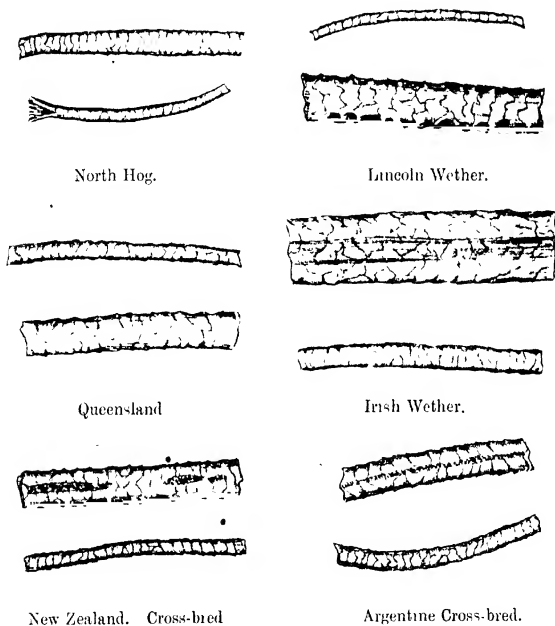 North Hog.
Lincoln Wether.
Queensland
Irish Wether.
New Zealand. Cross-bred
Argentine Cross-bred.